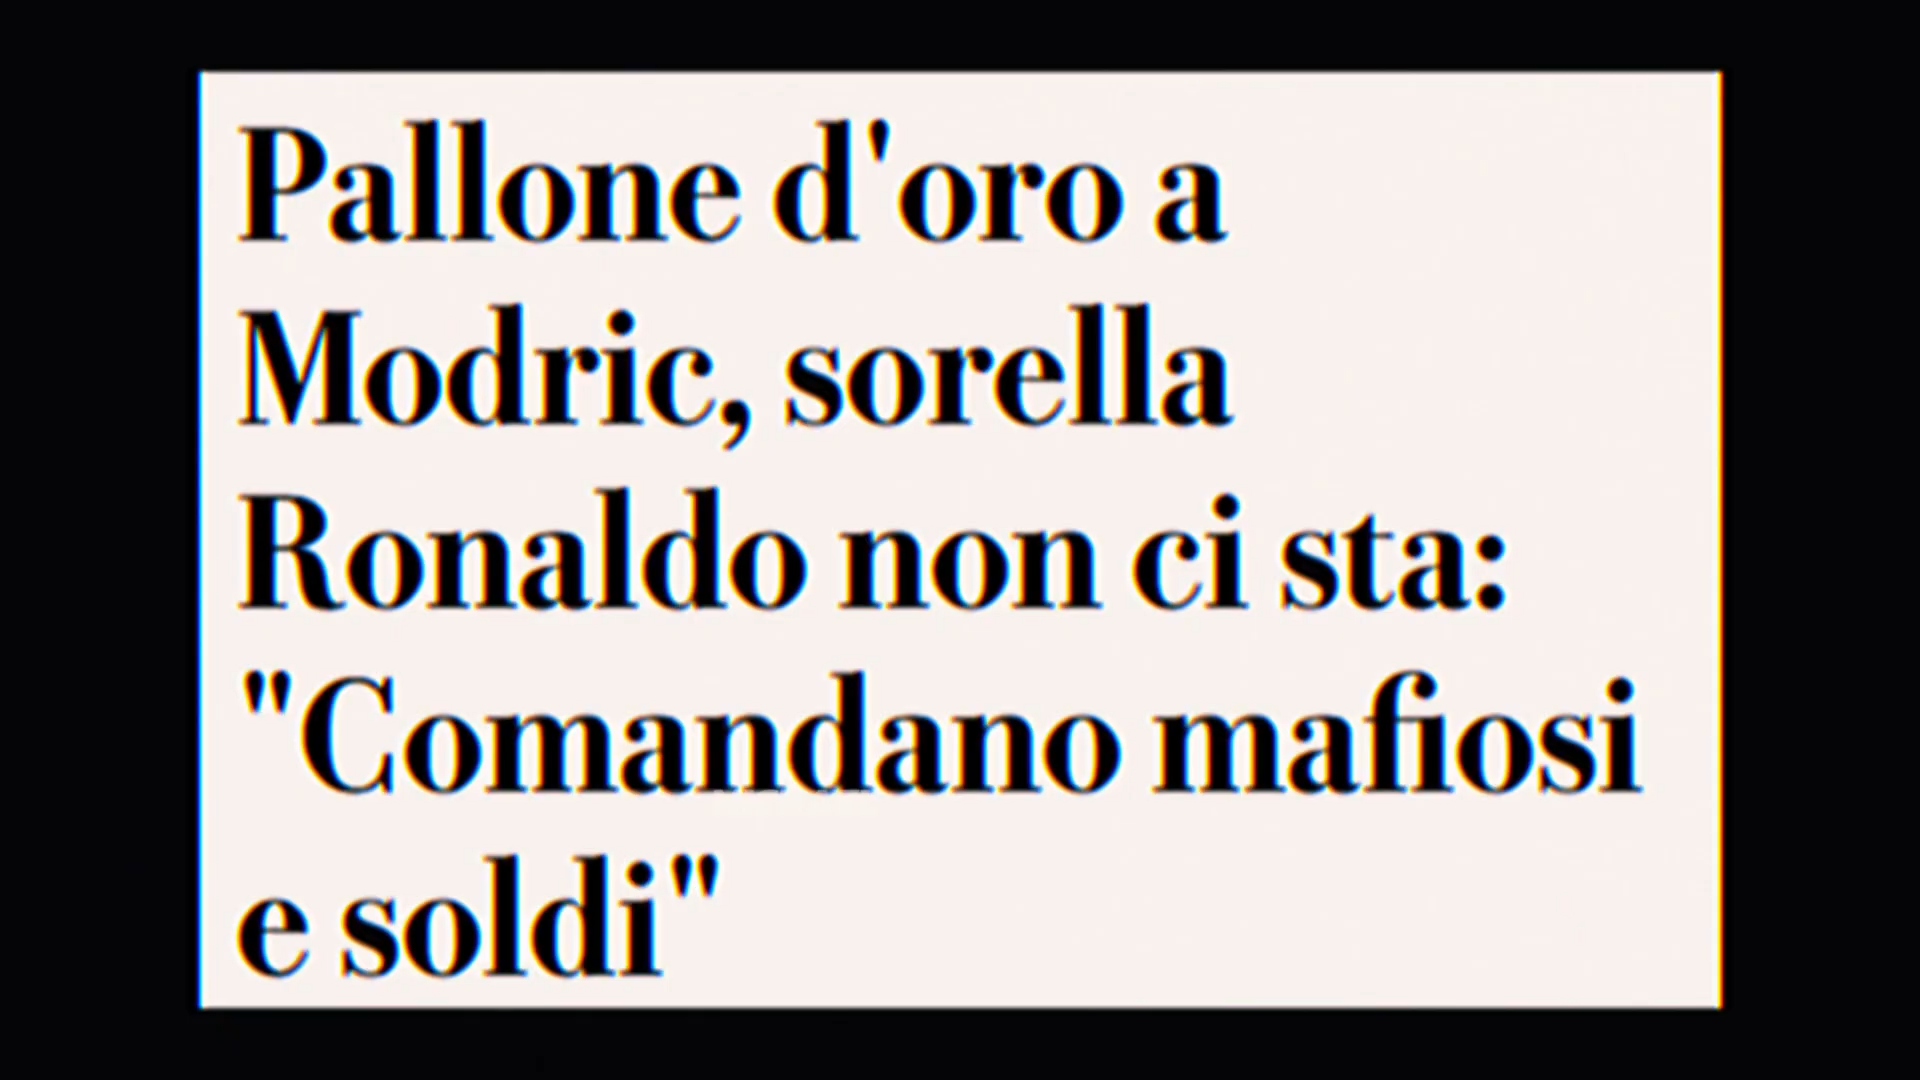 Pallone d'oro a
Modric, sorella
Ronaldo non ci sta:
"Comandano mafiosi
e soldi"